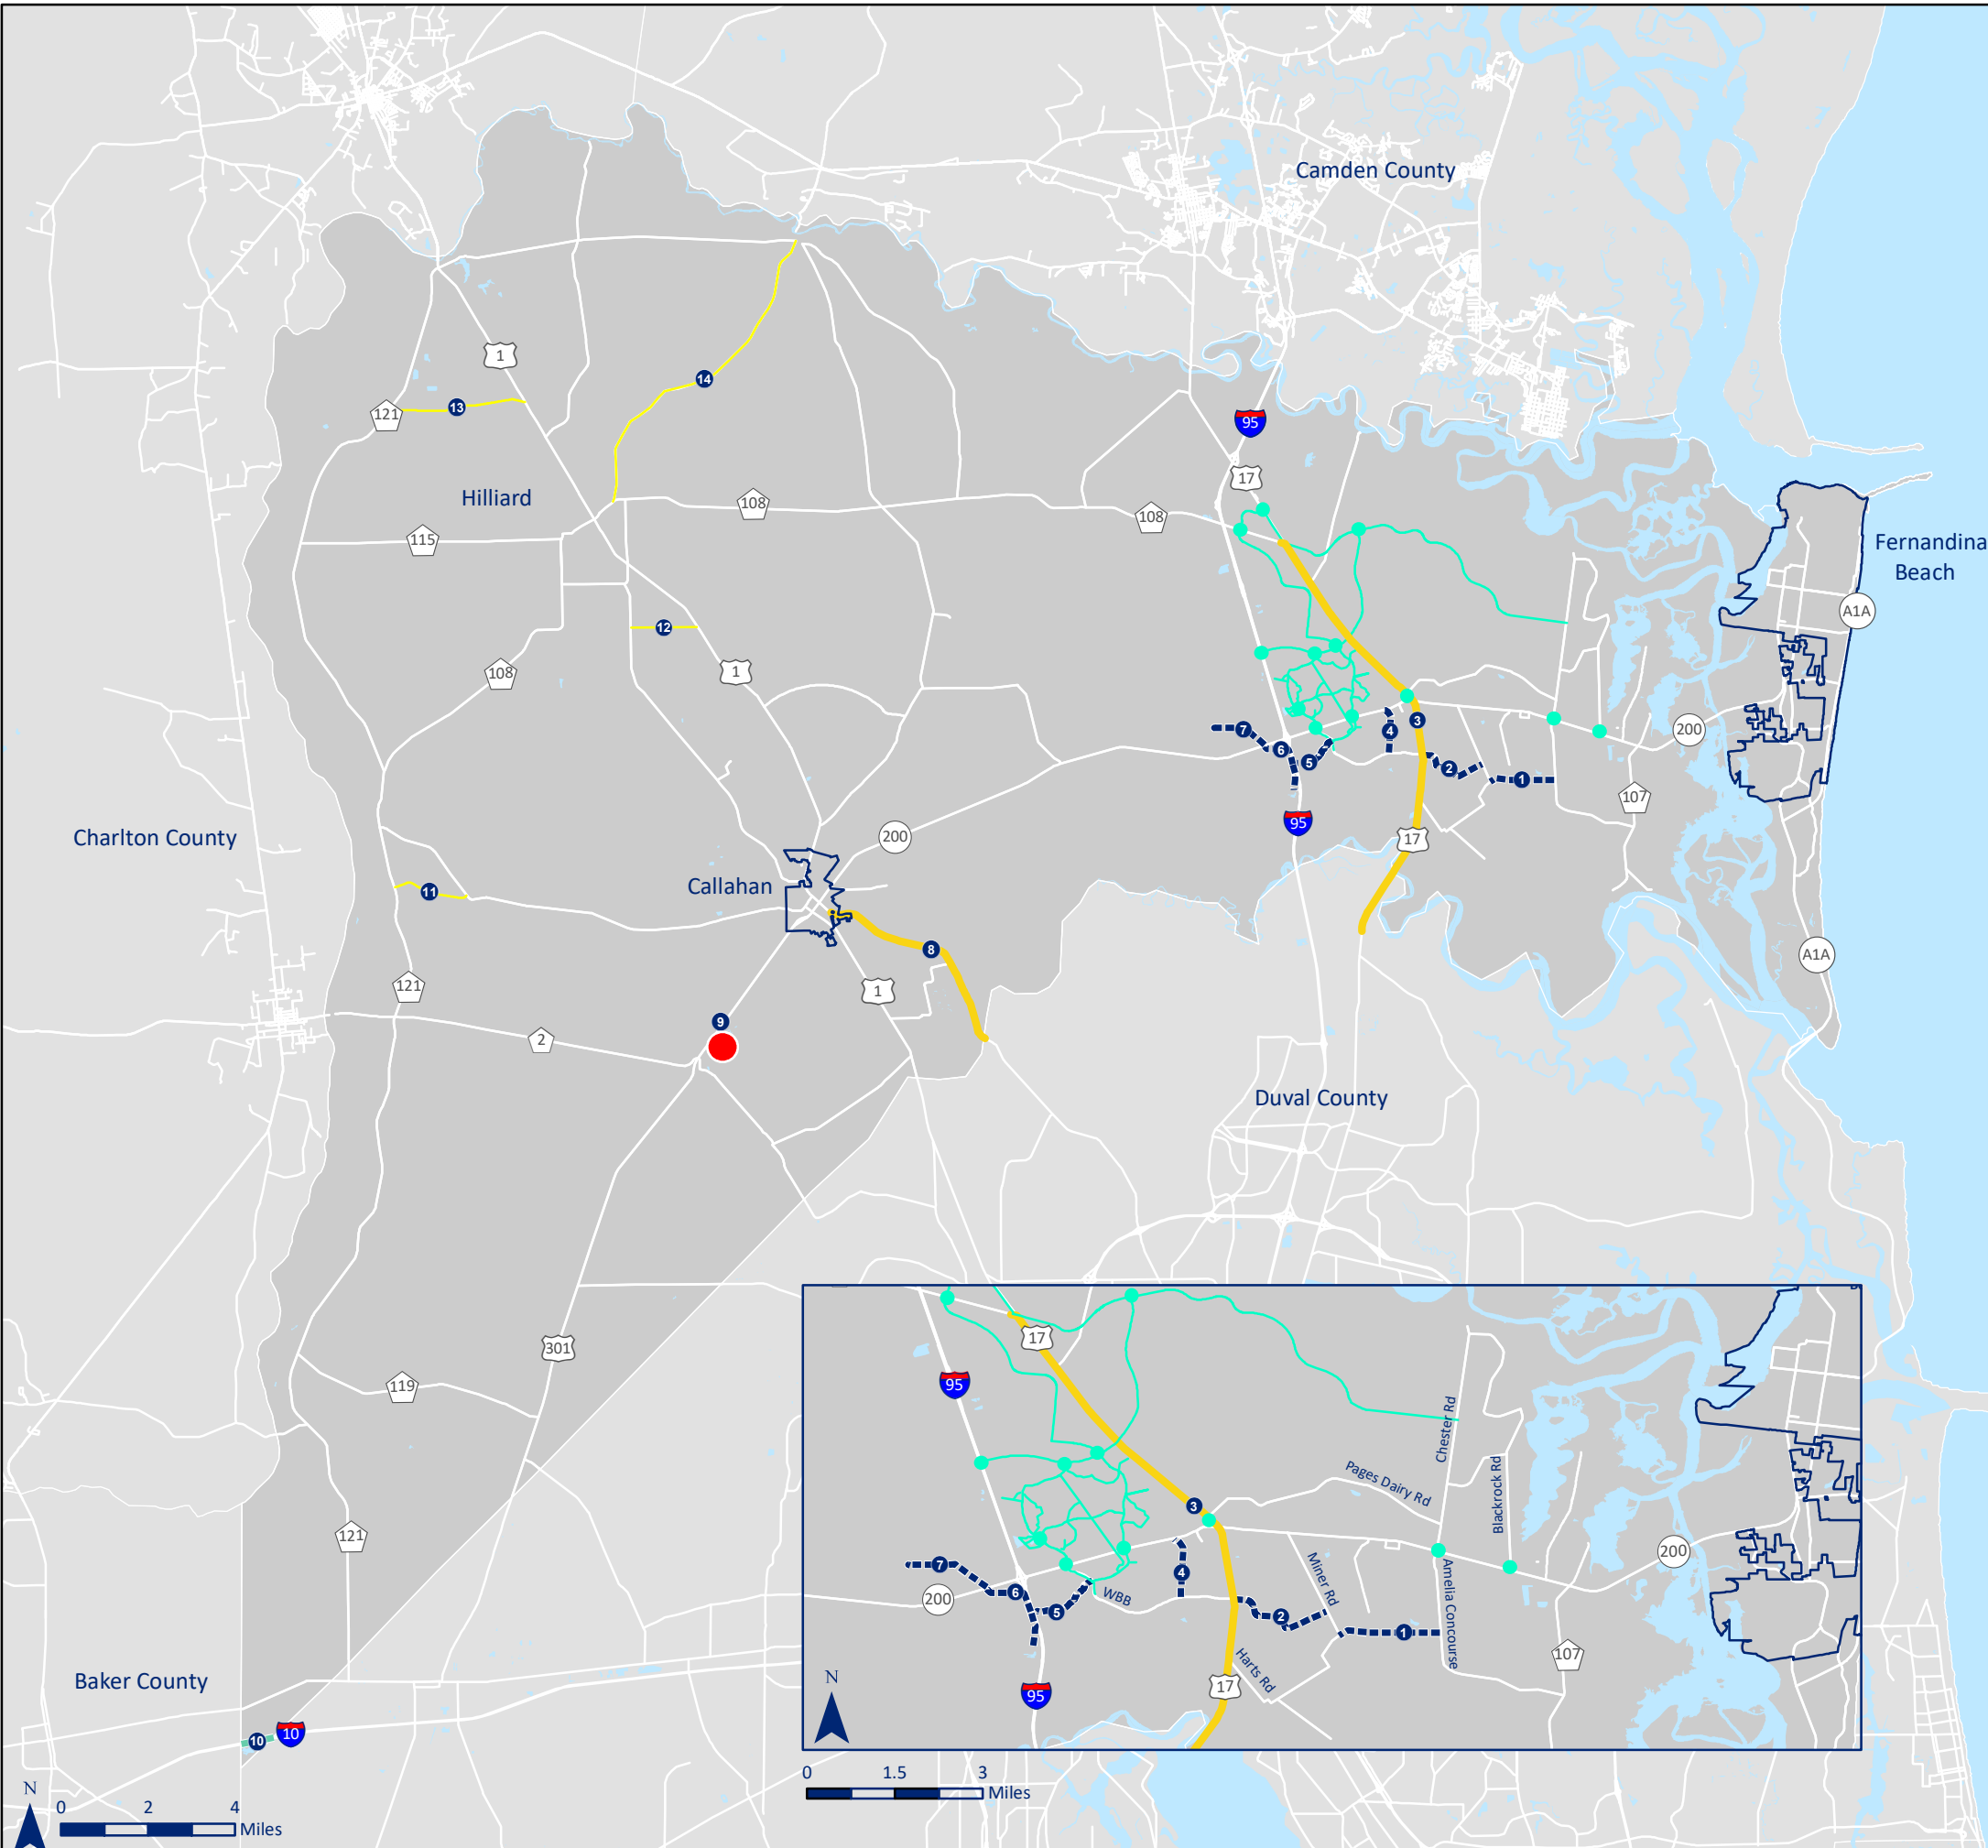 Camden County
1
14
13
121
95
17
Hilliard
108
108
115
Fernandina
Beach
A1A
12
108
1
3
7
4
200
6
5
2
1
107
95
17
Charlton County
200
Callahan
11
8
A1A
121
1
9
2
Duval County
301
119
121
Baker County
10
10
N
0
2
4
Miles
17
95
Chester Rd
Pages Dairy Rd
Blackrock Rd
3
200
7
4
6
WBB
5
200
Miner Rd
2
1
Amelia Concourse
107
Harts Rd
17
95
N
0
1.5
3
Miles